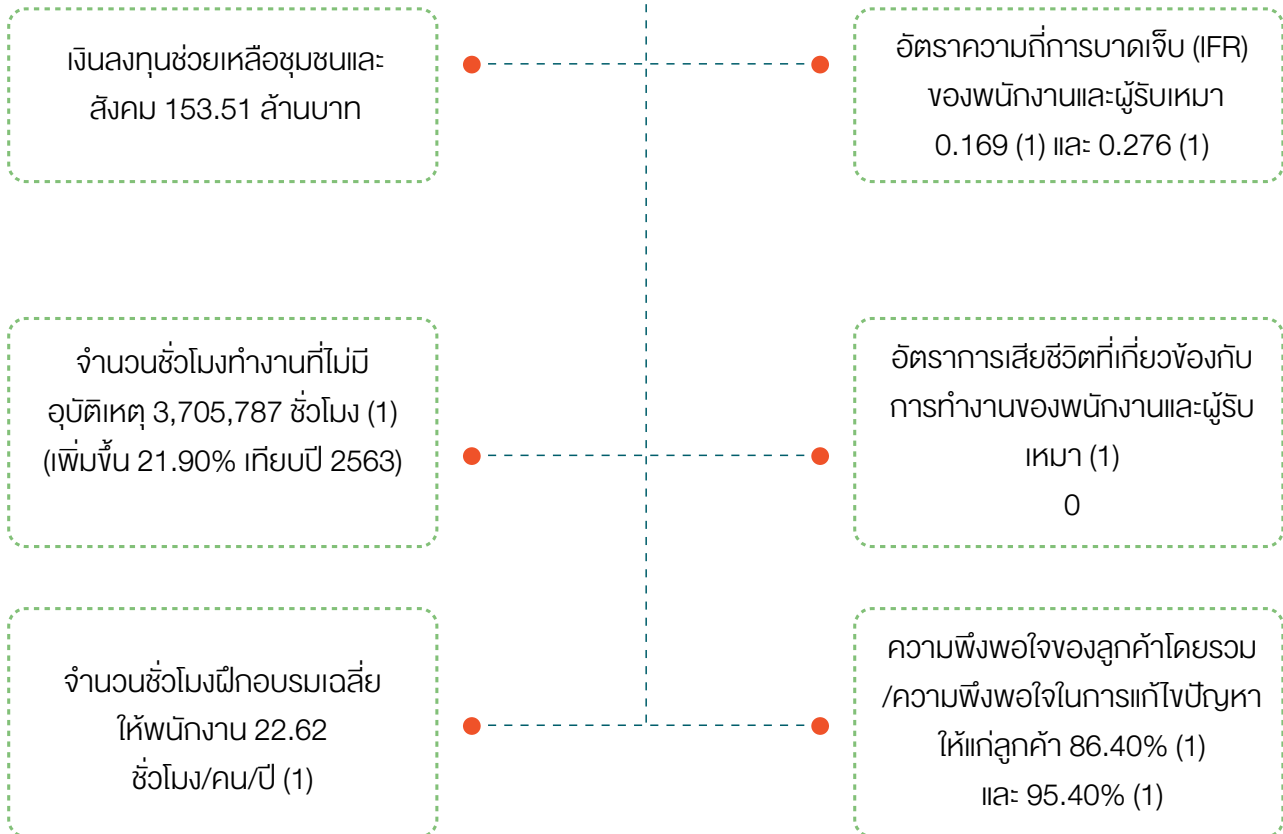 เงินลงทุนช่วยเหลือชุมชนและ
สังคม 153.51 ล้านบาท
อัตราความถี่การบาดเจ็บ (IFR)
ของพนักงานและผู้รับเหมา
0.169 (1) และ 0.276 (1)
จำนวนชั่วโมงทำงานที่ไม่มี
อุบัติเหตุ 3,705,787 ชั่วโมง (1)
(เพิ่มขึ้น 21.90% เทียบปี 2563)
อัตราการเสียชีวิตที่เกี่ยวข้องกับ
การทำงานของพนักงานและผู้รับ
เหมา (1)
0
จำนวนชั่วโมงฝึกอบรมเฉลี่ย
ให้พนักงาน 22.62
ชั่วโมง/คน/ปี (1)
ความพึงพอใจของลูกค้าโดยรวม
/ความพึงพอใจในการแก้ไขปัญหา
ให้แก่ลูกค้า 86.40% (1)
และ 95.40% (1)